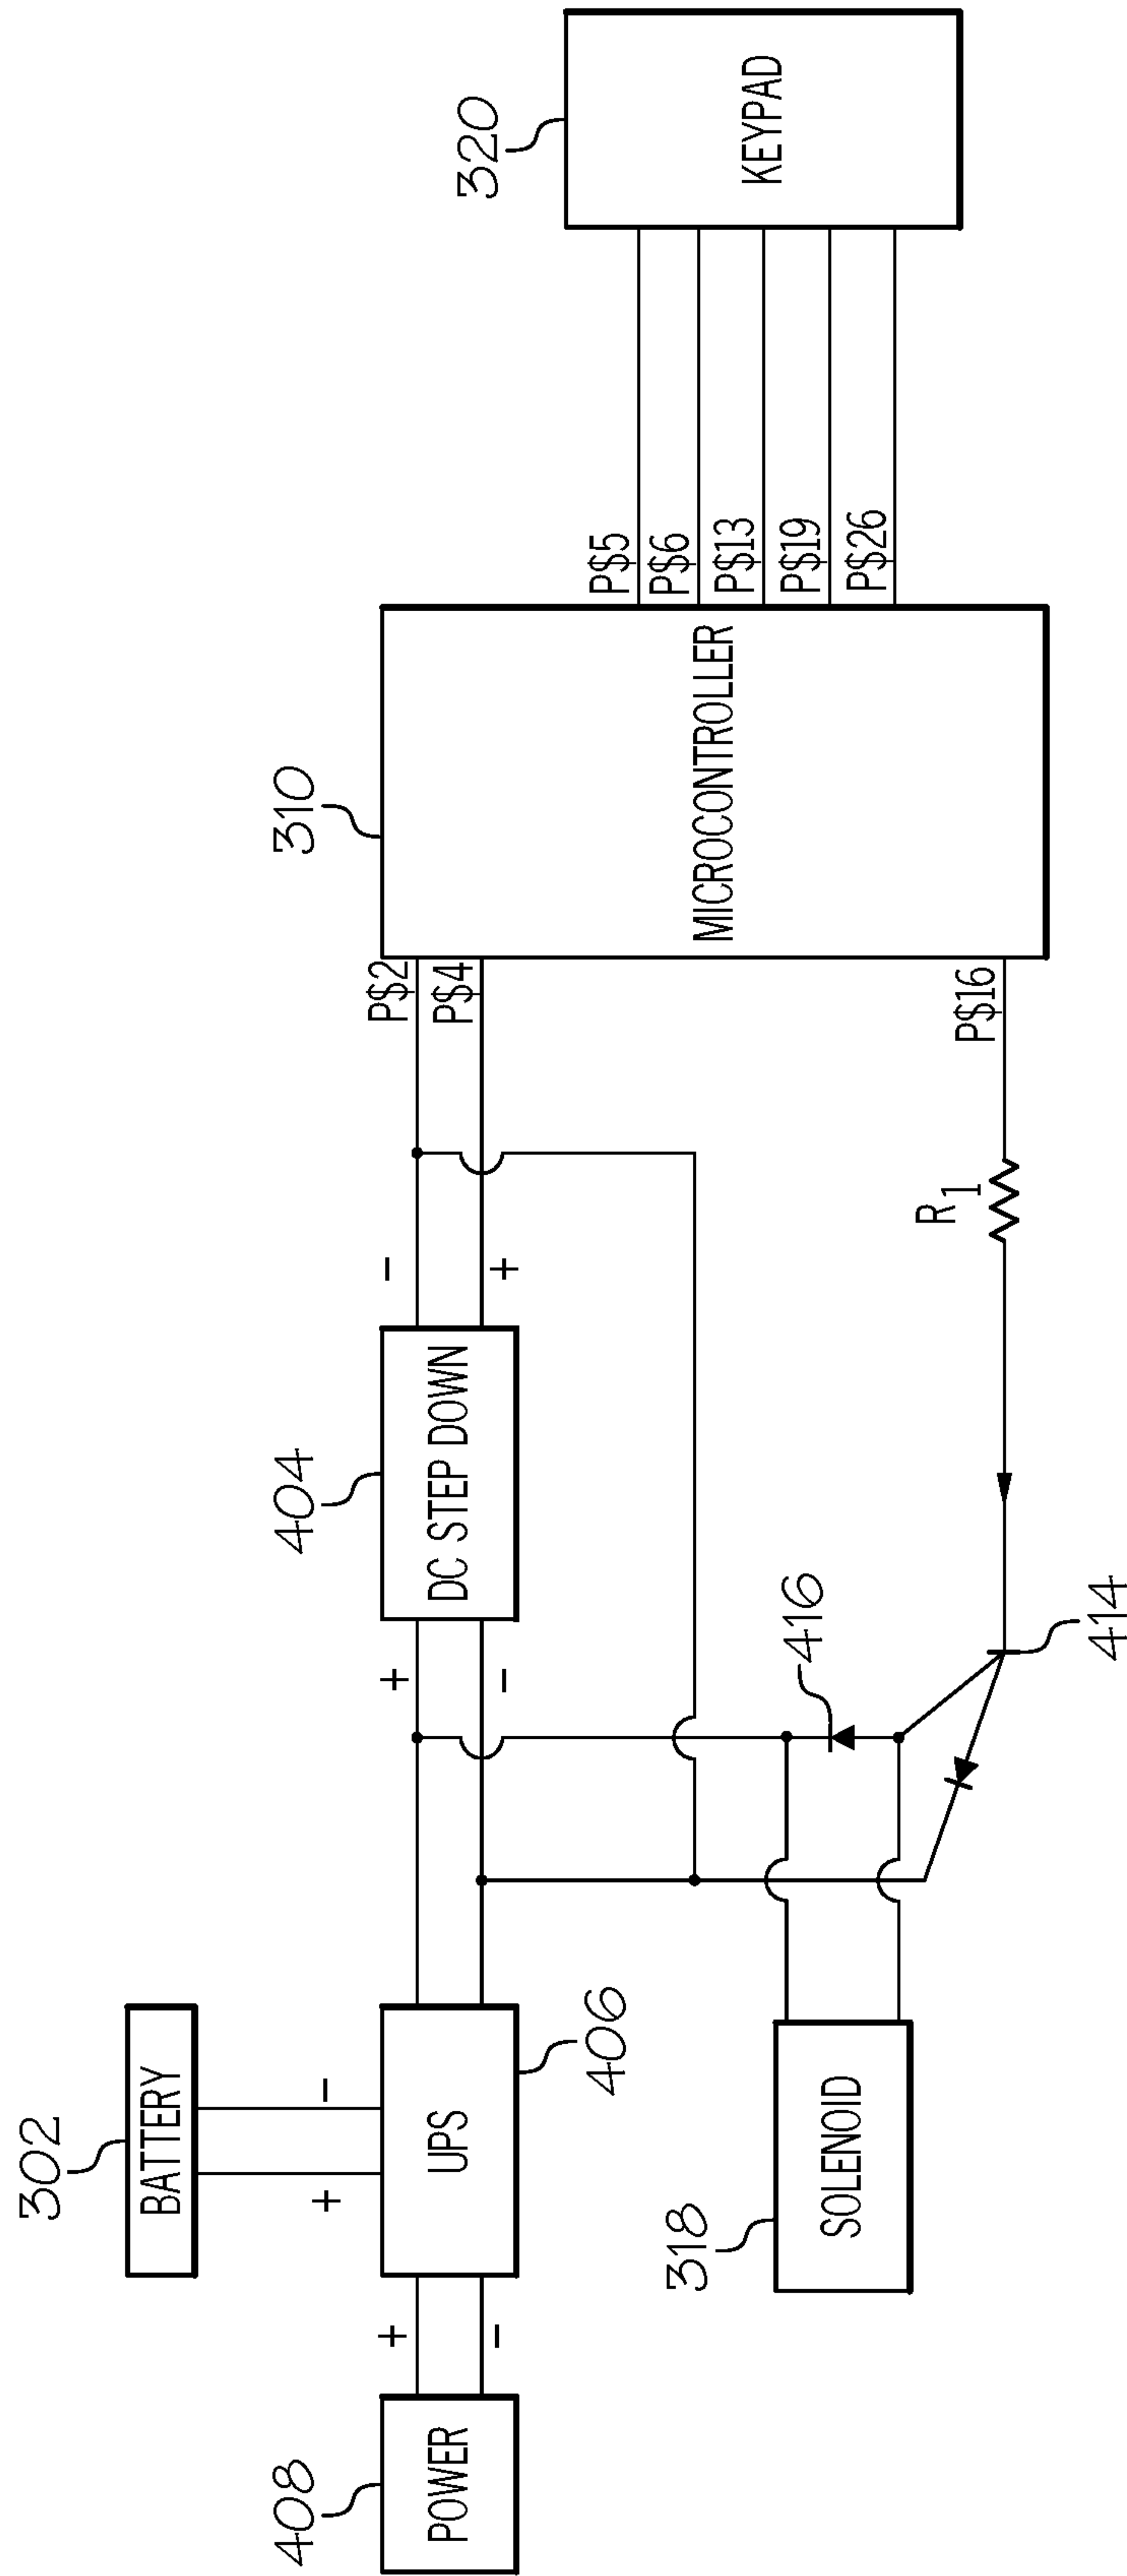 302
BATTERY
+
-
408
POWER
+
-
UPS
406
+
-
404
DC STEP DOWN
-
+
P$2
P$4
310
MICROCONTROLLER
P$5
P$6
P$13
P$19
P$26
320
KEYPAD
318
SOLENOID
416
414
R1
P$16